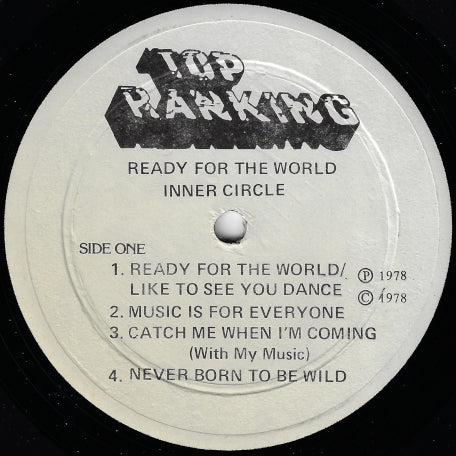 TOP
RANKING
READY FOR THE WORLD
INNER CIRCLE
SIDE ONE
1. READY FOR THE WORLD/
LIKE TO SEE YOU DANCE
℗ 1978
© 1978
2. MUSIC IS FOR EVERYONE
3. CATCH ME WHEN I'M COMING
(With My Music)
4. NEVER BORN TO BE WILD